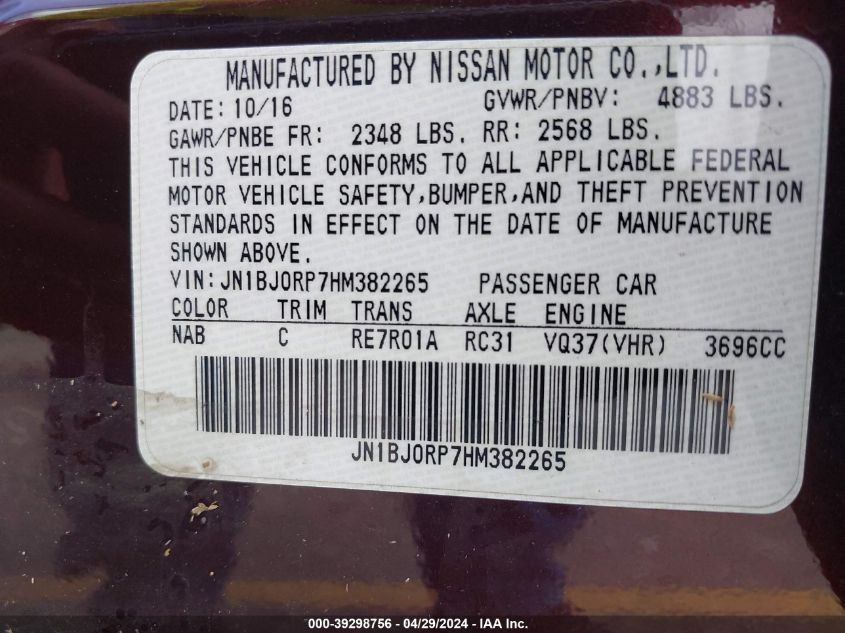 MANUFACTURED BY NISSAN MOTOR CO.,LTD.
DATE: 10/16 GVWR/PNBV: 4883 LBS.
GAWR/PNBE FR: 2348 LBS. RR: 2568 LBS.
THIS VEHICLE CONFORMS TO ALL APPLICABLE FEDERAL
MOTOR VEHICLE SAFETY,BUMPER,AND THEFT PREVENTION
STANDARDS IN EFFECT ON THE DATE OF MANUFACTURE
SHOWN ABOVE.
VIN:JN1BJ0RP7HM382265 PASSENGER CAR
COLOR TRIM TRANS AXLE ENGINE
NAB C RE7R01A RC31 VQ37(VHR) 3696CC
JN1BJ0RP7HM382265
000-39298756 - 04/29/2024 - IAA Inc.